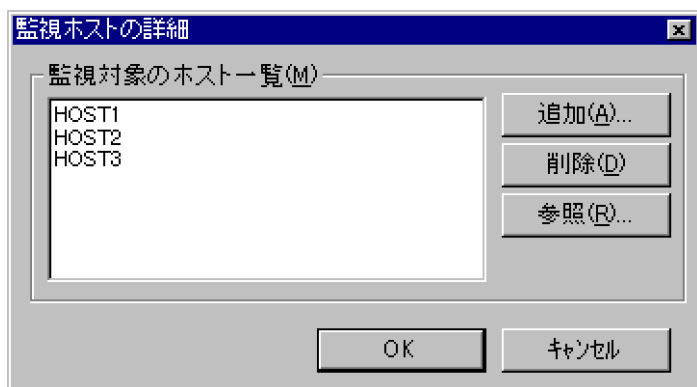 監視ホストの詳細
監視対象のホスト一覧(M)
HOST1
HOST2
HOST3
追加(A)...
削除(D)
参照(R)...
OK
ｷｬﾝｾﾙ